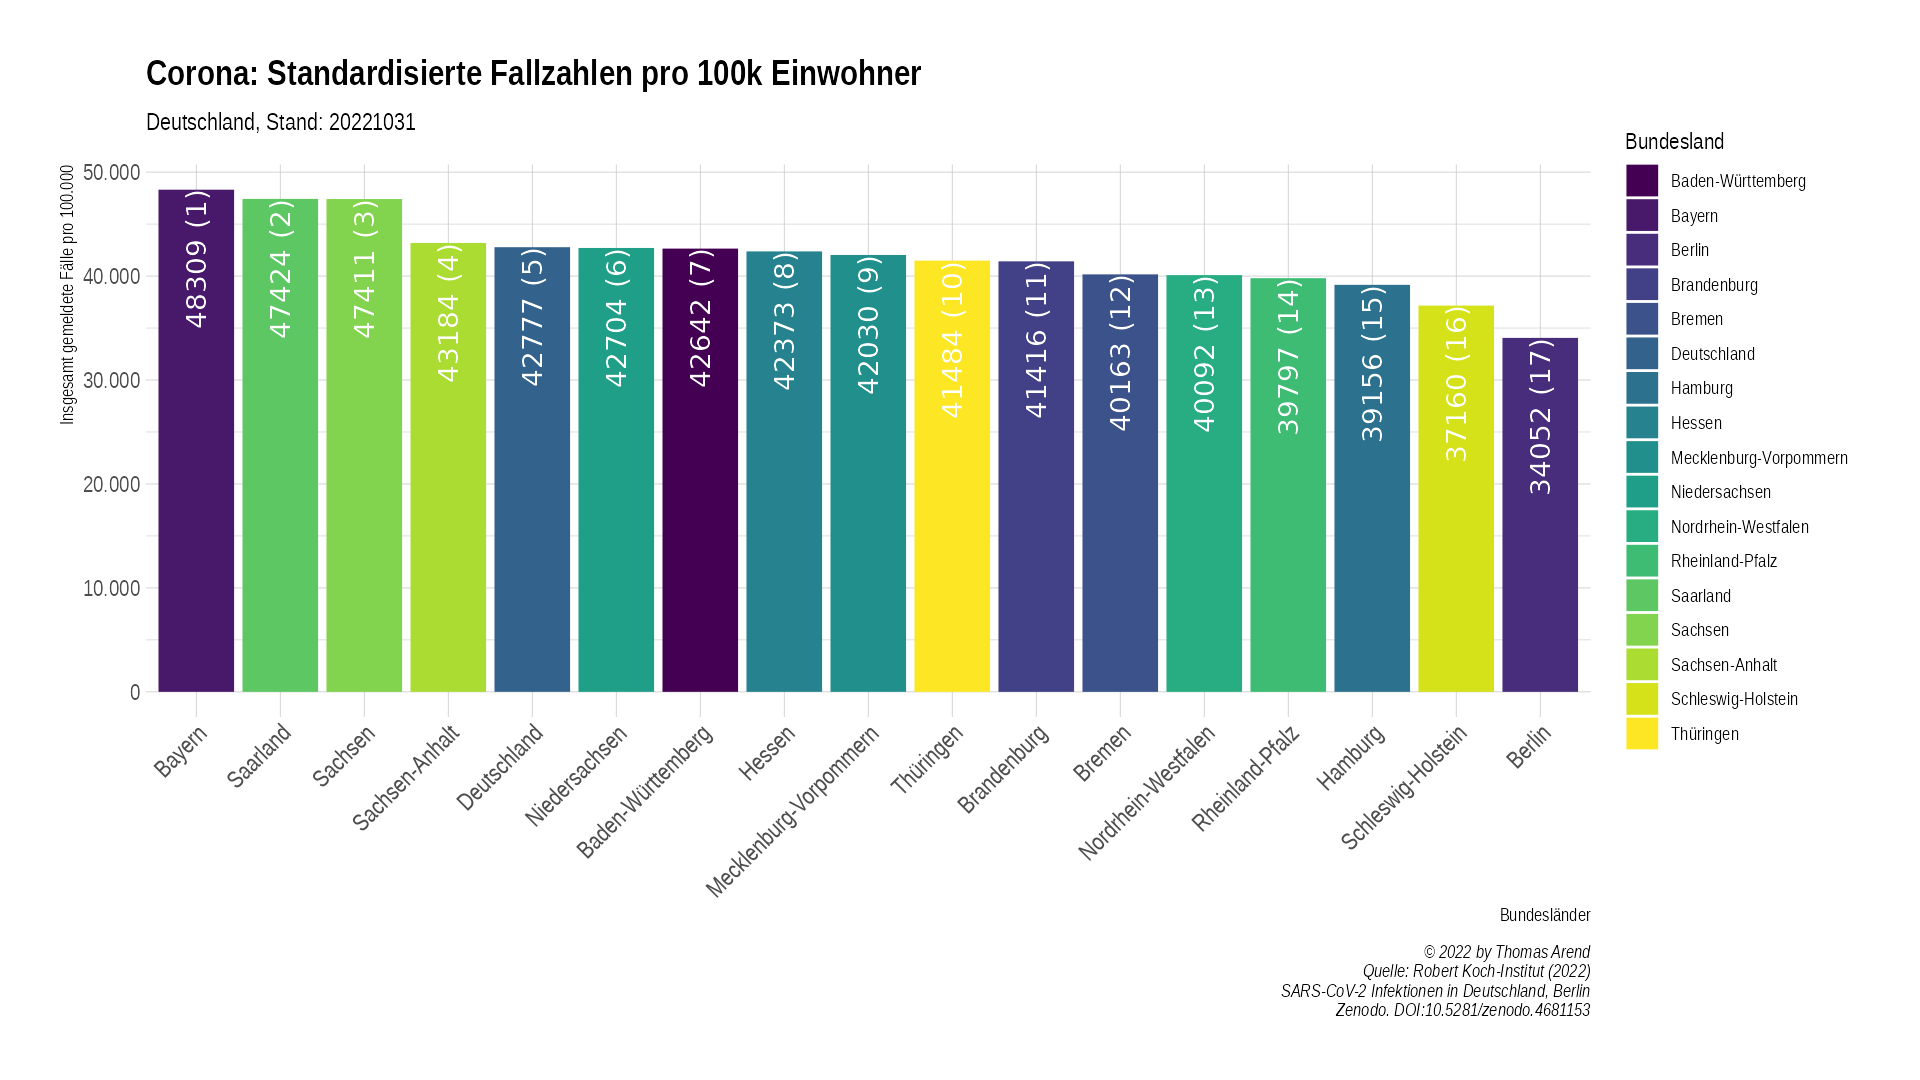 Corona: Standardisierte Fallzahlen pro 100k Einwohner
Deutschland, Stand: 20221031
Insgesamt gemeldete Fälle pro 100.000
50.000
40.000
30.000
20.000
10.000
0
48309 (1)
47424 (2)
47411 (3)
43184 (4)
42777 (5)
42704 (6)
42642 (7)
42373 (8)
42030 (9)
41484 (10)
41416 (11)
40163 (12)
40092 (13)
39797 (14)
39156 (15)
37160 (16)
34052 (17)
Bayern
Saarland
Sachsen
Sachsen-Anhalt
Deutschland
Niedersachsen
Baden-Württemberg
Hessen
Mecklenburg-Vorpommern
Thüringen
Brandenburg
Bremen
Nordrhein-Westfalen
Rheinland-Pfalz
Hamburg
Schleswig-Holstein
Berlin
Bundesländer
Bundesland
Baden-Württemberg
Bayern
Berlin
Brandenburg
Bremen
Deutschland
Hamburg
Hessen
Mecklenburg-Vorpommern
Niedersachsen
Nordrhein-Westfalen
Rheinland-Pfalz
Saarland
Sachsen
Sachsen-Anhalt
Schleswig-Holstein
Thüringen
© 2022 by Thomas Arend
Quelle: Robert Koch-Institut (2022)
SARS-CoV-2 Infektionen in Deutschland, Berlin
Zenodo. DOI:10.5281/zenodo.4681153